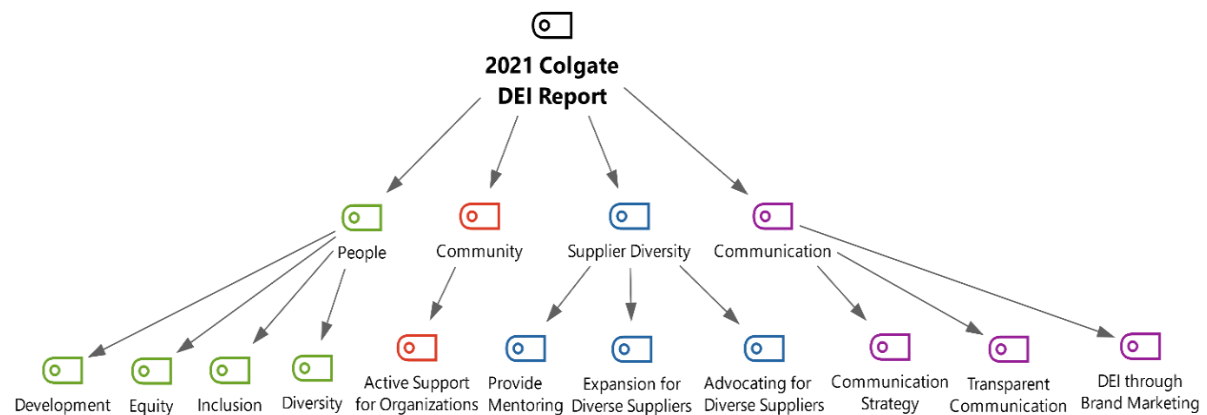 2021 Colgate
DEI Report
People
Community
Supplier Diversity
Communication
Development
Equity
Inclusion
Diversity
Active Support
for Organizations
Provide
Mentoring
Expansion for
Diverse Suppliers
Advocating for
Diverse Suppliers
Communication
Strategy
Transparent
Communication
DEI through
Brand Marketing